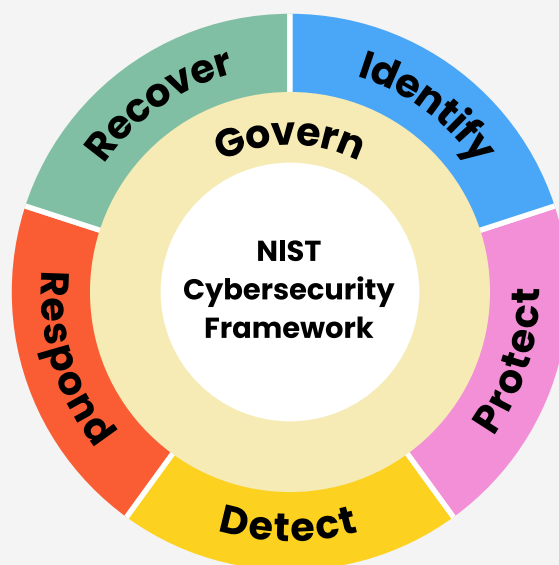 Recover
Identify
Govern
NIST
Cybersecurity
Framework
Respond
Protect
Detect